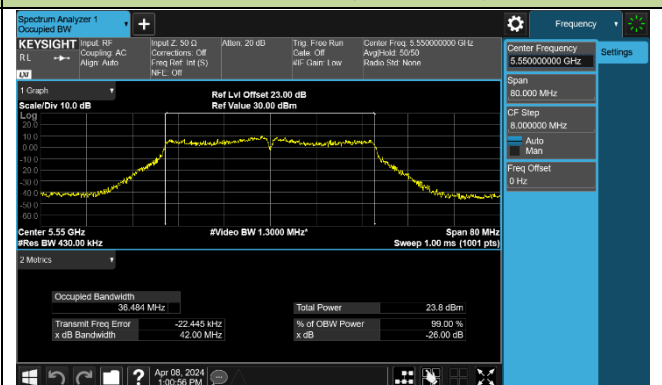 Spectrum Analyzer 1
Occupied BW
+
Frequency
KEYSIGHT
RL
LXI
Input: RF
Coupling: AC
Align: Auto
Input Z: 50 Ω
Corrections: Off
Freq Ref: Int (S)
NFE: Off
Atten: 20 dB
Trig: Free Run
Gate: Off
#IF Gain: Low
Center Freq: 5.550000000 GHz
Avg|Hold: 50/50
Radio Std: None
Center Frequency
5.550000000 GHz
Settings
Span
80.000 MHz
CF Step
8.000000 MHz
Auto
Man
Freq Offset
0 Hz
1 Graph
Scale/Div 10.0 dB
Ref Lvl Offset 23.00 dB
Ref Value 30.00 dBm
Log
20.0
10.0
0.00
-10.0
-20.0
-30.0
-40.0
-50.0
-60.0
Center 5.55 GHz
#Res BW 430.00 kHz
#Video BW 1.3000 MHz*
Span 80 MHz
Sweep 1.00 ms (1001 pts)
2 Metrics
Occupied Bandwidth
36.484 MHz
Total Power 23.8 dBm
Transmit Freq Error -22.445 kHz % of OBW Power 99.00 %
x dB Bandwidth 42.00 MHz x dB -26.00 dB
?
Apr 08, 2024
1:00:56 PM